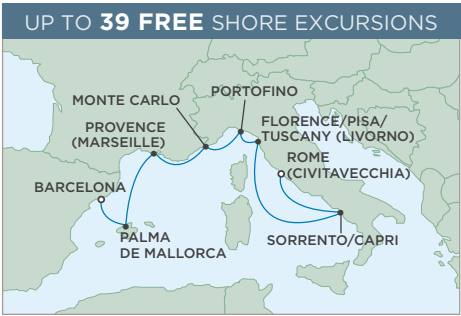 UP TO 39 FREE SHORE EXCURSIONS
PORTOFINO
MONTE CARLO
FLORENCE/PISA/
TUSCANY (LIVORNO)
PROVENCE
(MARSEILLE)
ROME
(CIVITAVECCHIA)
BARCELONA
PALMA
DE MALLORCA
SORRENTO/CAPRI